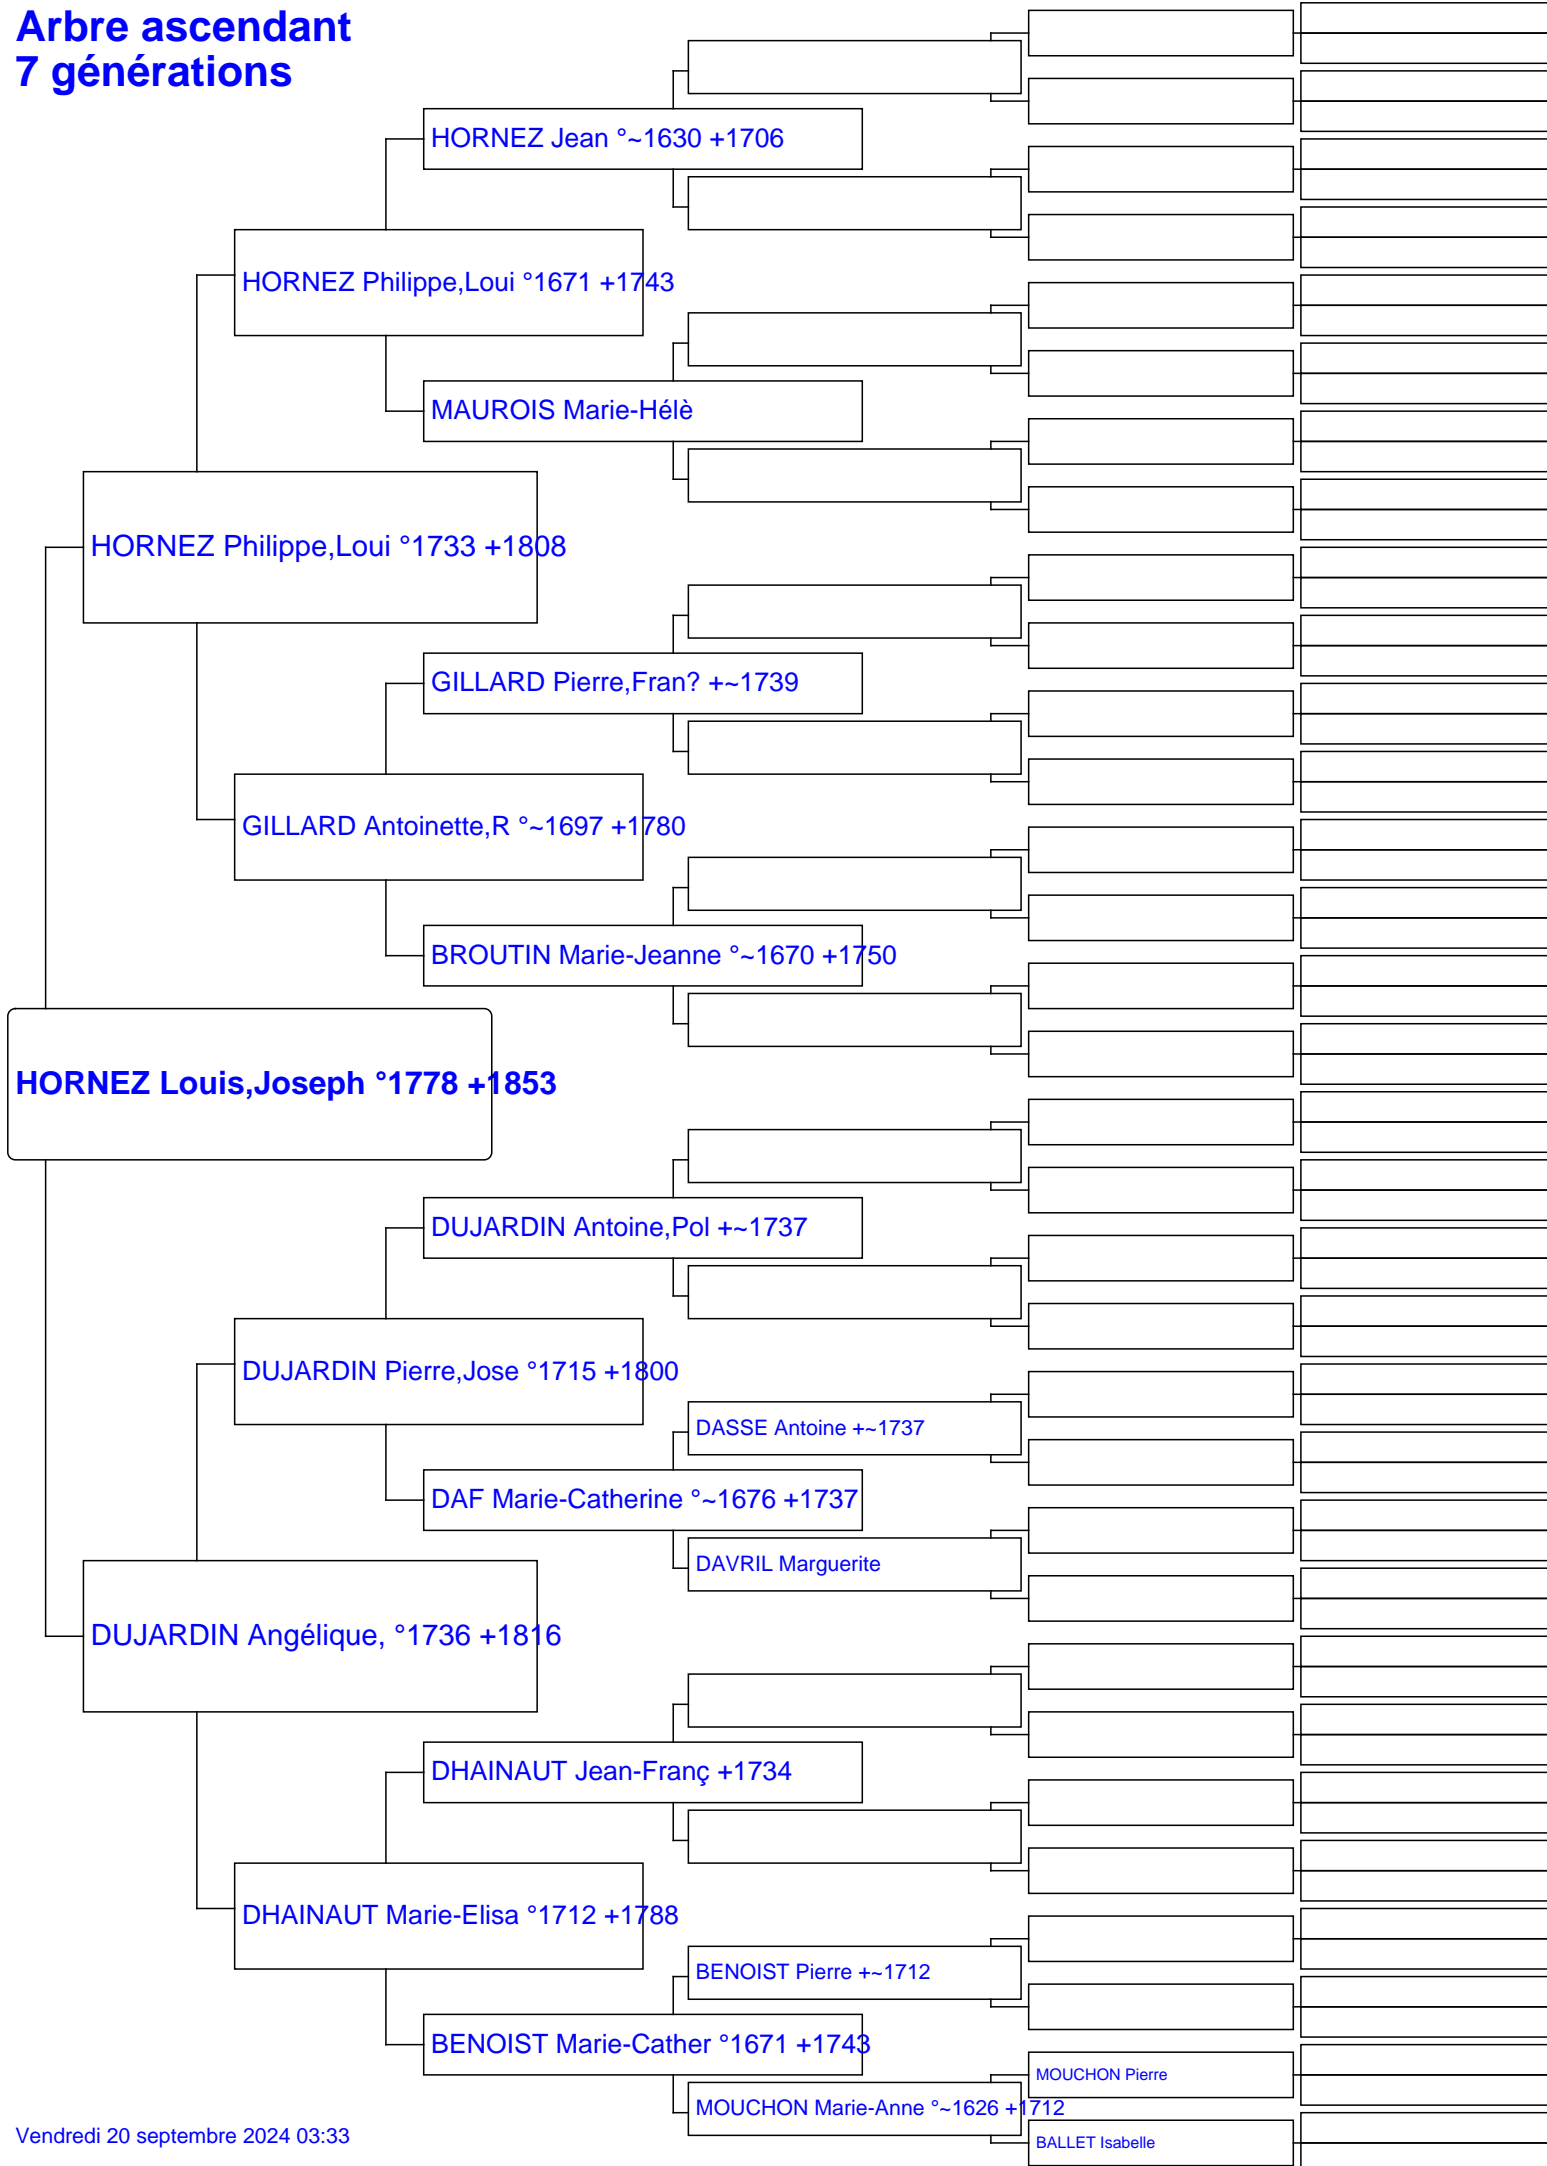 Arbre ascendant
7 générations
HORNEZ Jean °~1630 +1706
HORNEZ Philippe,Loui °1671 +1743
MAUROIS Marie-Hélè
HORNEZ Philippe,Loui °1733 +1808
GILLARD Pierre,Fran? +~1739
GILLARD Antoinette,R °~1697 +1780
BROUTIN Marie-Jeanne °~1670 +1750
HORNEZ Louis,Joseph °1778 +1853
DUJARDIN Antoine,Pol +~1737
DUJARDIN Pierre,Jose °1715 +1800
DASSE Antoine +~1737
DAF Marie-Catherine °~1676 +1737
DAVRIL Marguerite
DUJARDIN Angélique, °1736 +1816
DHAINAUT Jean-Franç +1734
DHAINAUT Marie-Elisa °1712 +1788
BENOIST Pierre +~1712
BENOIST Marie-Cather °1671 +1743
MOUCHON Pierre
MOUCHON Marie-Anne °~1626 +1712
BALLET Isabelle
Vendredi 20 septembre 2024 03:33